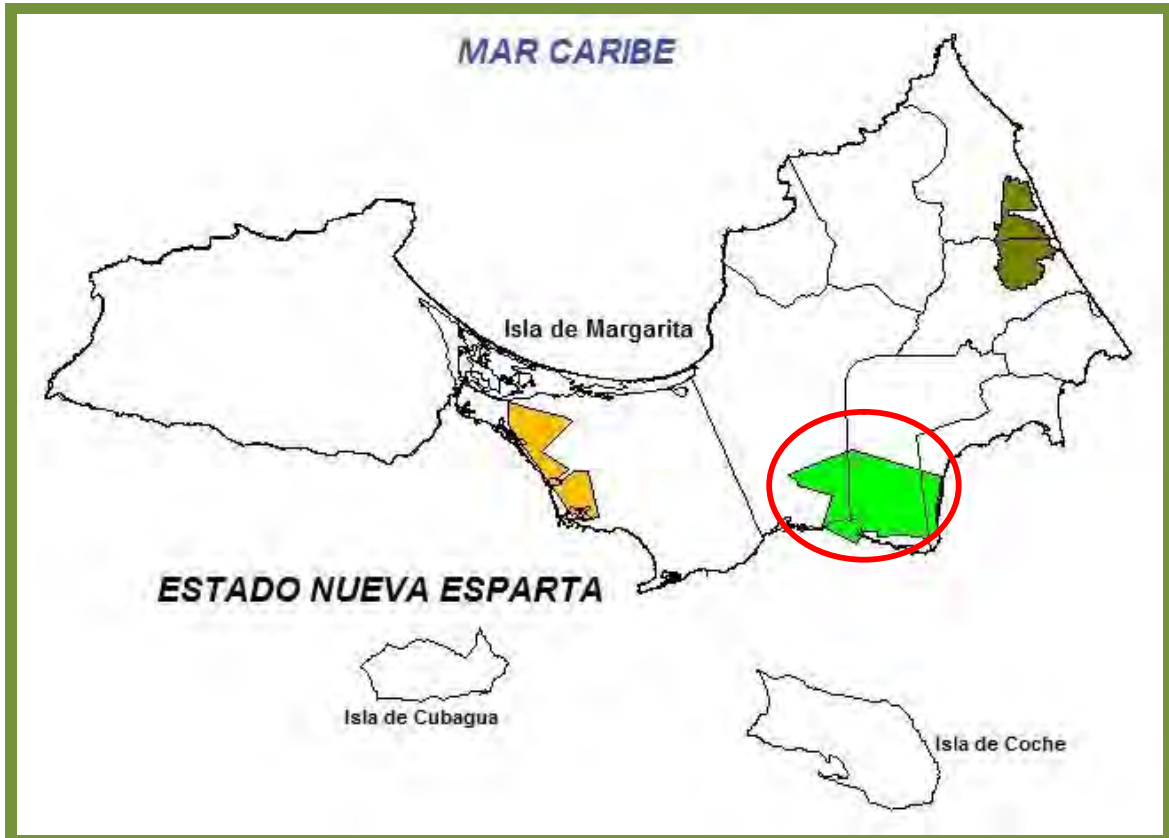 MAR CARIBE
Isla de Margarita
ESTADO NUEVA ESPARTA
Isla de Cubagua
Isla de Coche